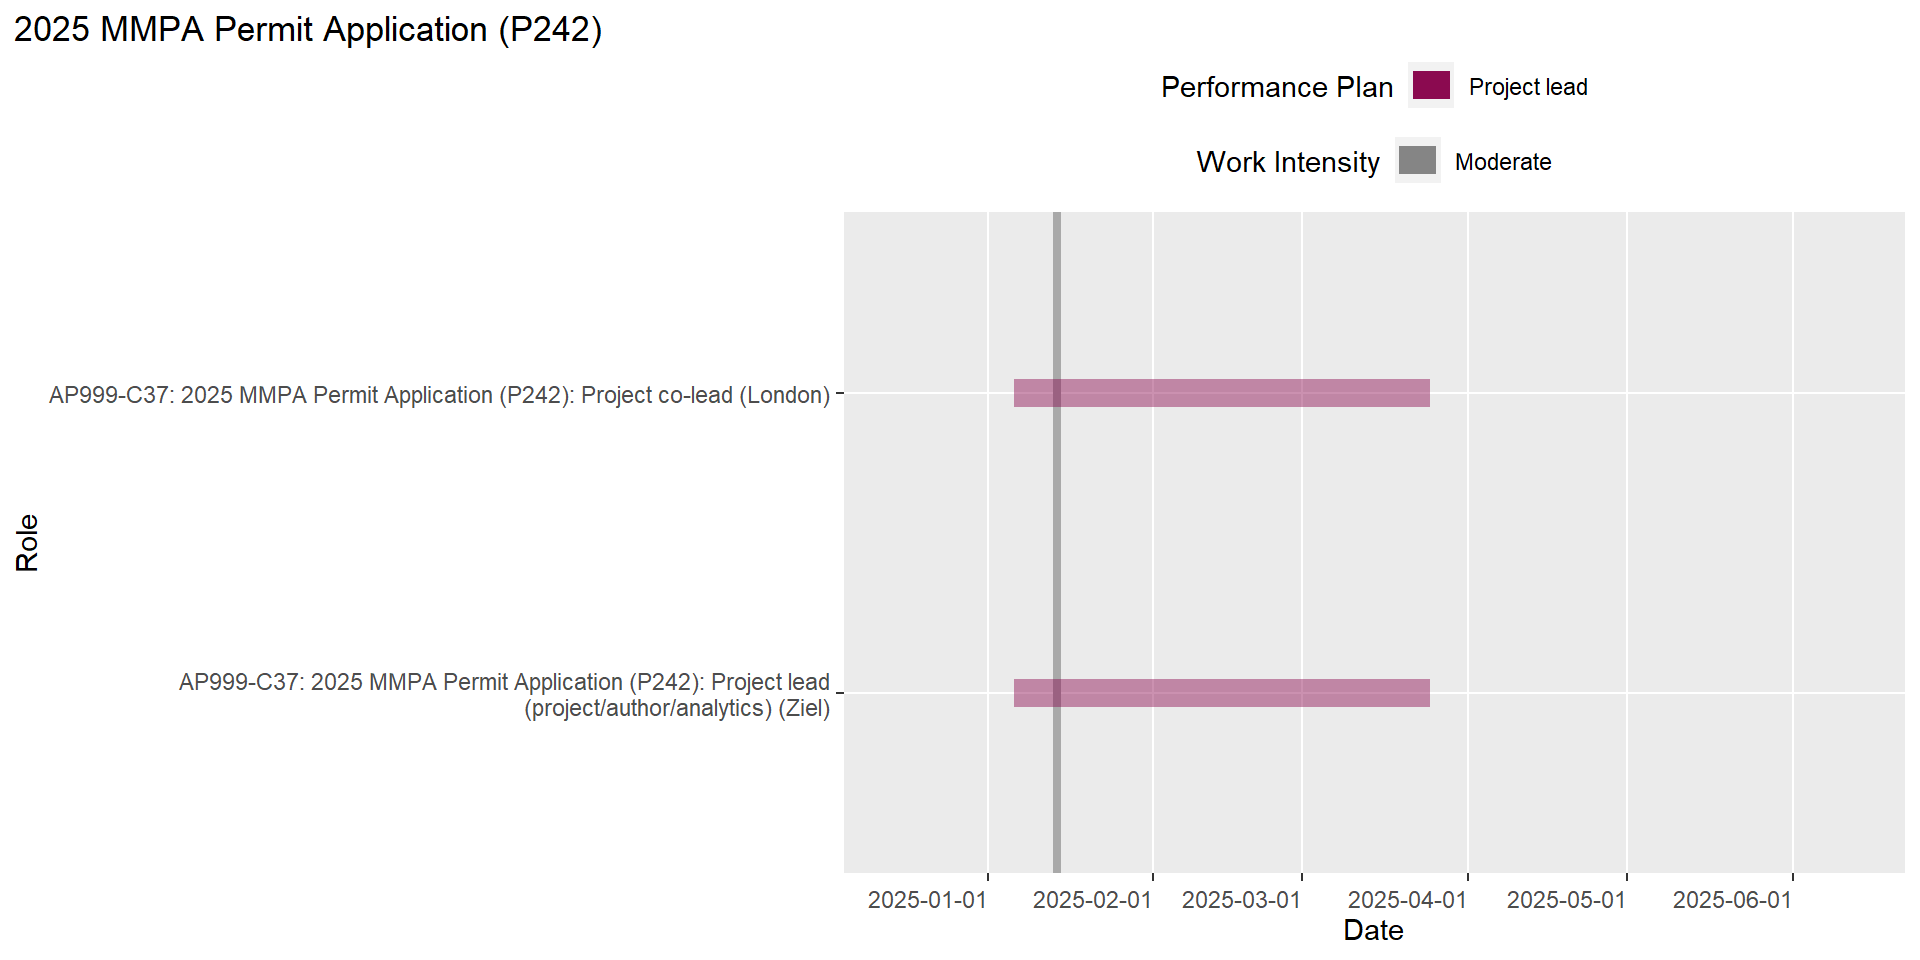 2025 MMPA Permit Application (P242)
Performance Plan Project lead
Work Intensity Moderate
AP999-C37: 2025 MMPA Permit Application (P242): Project co-lead (London)
Role
AP999-C37: 2025 MMPA Permit Application (P242): Project lead
(project/author/analytics) (Ziel)
2025-01-01 2025-02-01 2025-03-01 2025-04-01 2025-05-01 2025-06-01
Date